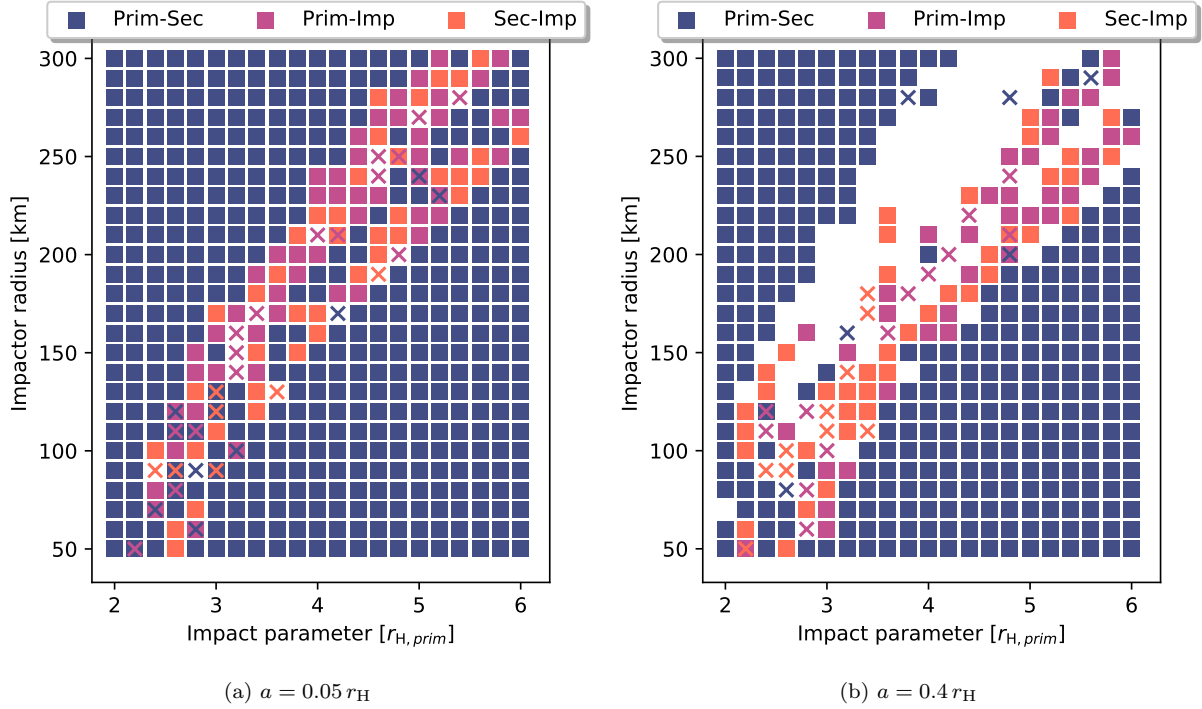 Prim-Sec Prim-Imp Sec-Imp
300
250
200
150
100
50
Impactor radius [km]
2 3 4 5 6
Impact parameter [r_H, prim]
(a) a = 0.05 r_H
Prim-Sec Prim-Imp Sec-Imp
300
250
200
150
100
50
Impactor radius [km]
2 3 4 5 6
Impact parameter [r_H, prim]
(b) a = 0.4 r_H